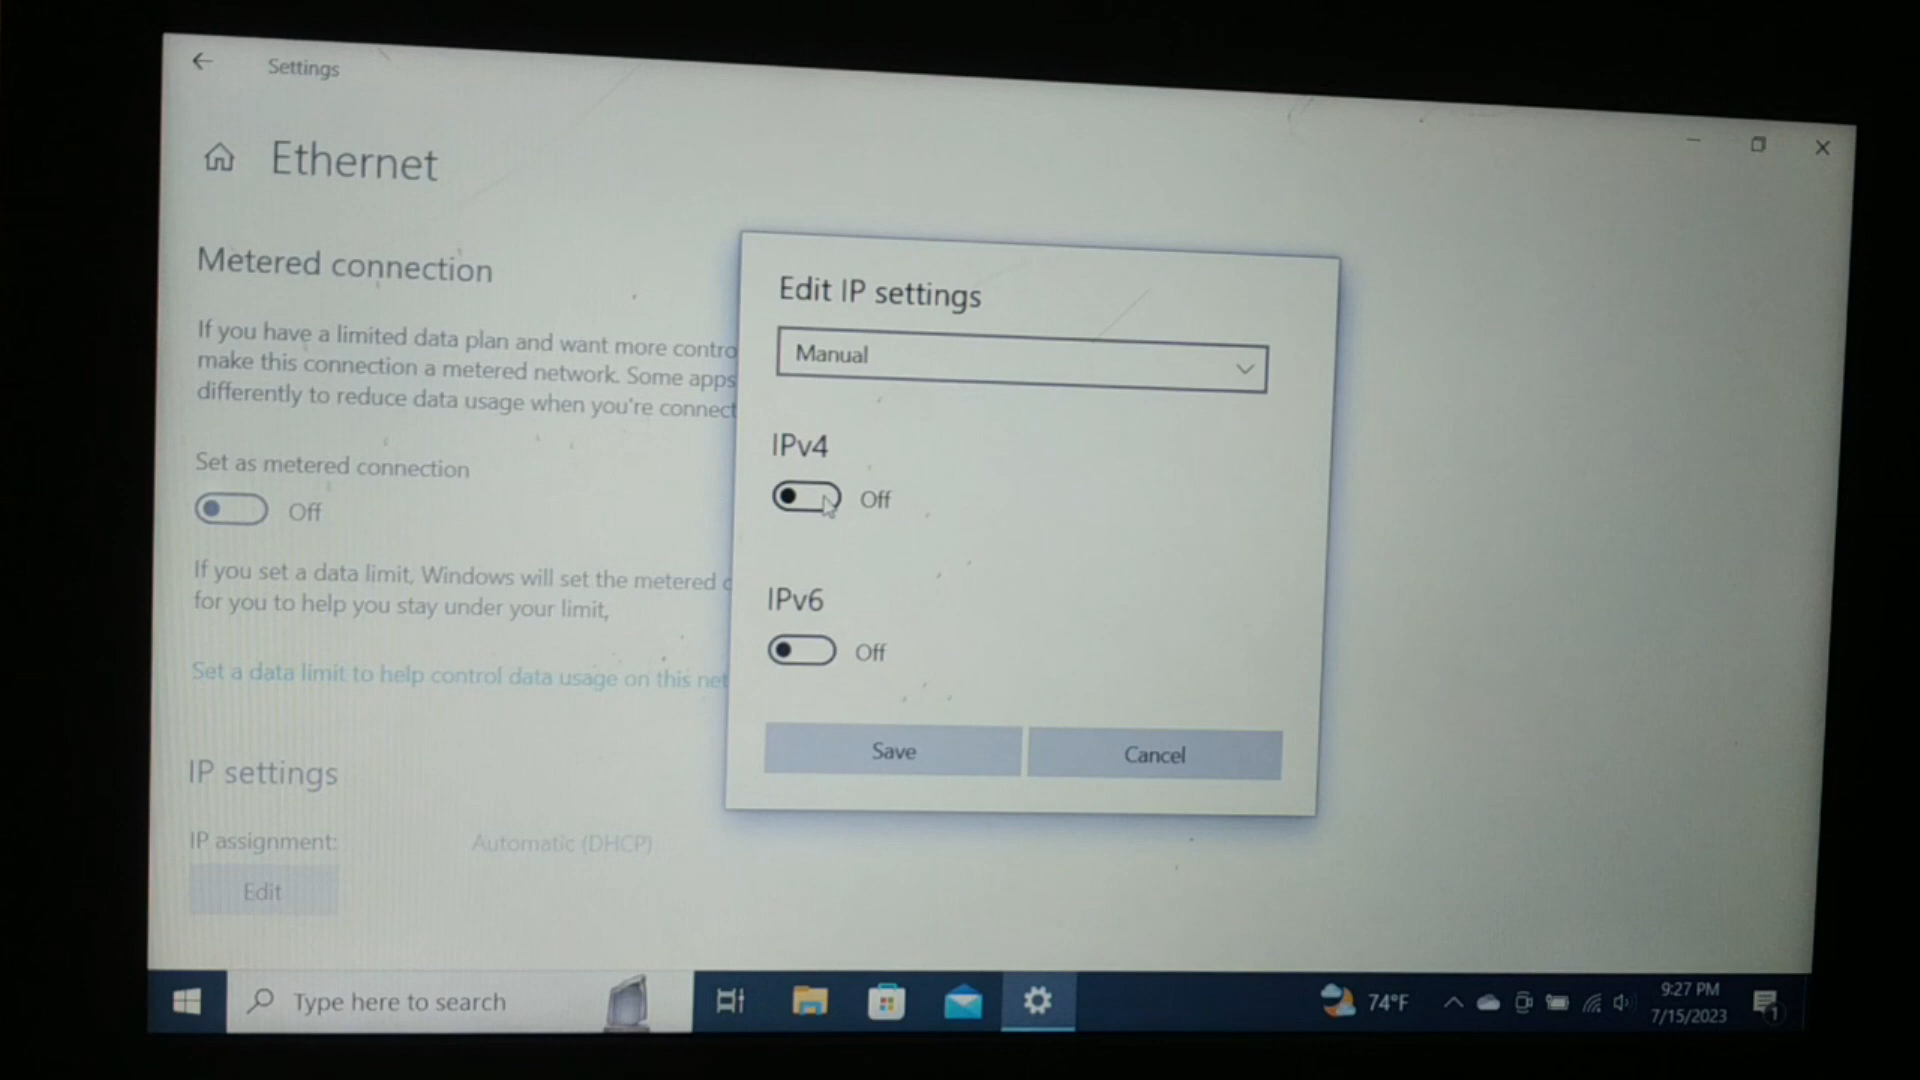 Settings
Ethernet
Metered connection
If you have a limited data plan and want more contro
make this connection a metered network. Some apps
differently to reduce data usage when you're connect
Set as metered connection
Off
If you set a data limit, Windows will set the metered c
for you to help you stay under your limit,
Set a data limit to help control data usage on this net
IP settings
IP assignment: Automatic (DHCP)
Edit
Edit IP settings
Manual
IPv4
Off
IPv6
Off
Save Cancel
Type here to search
74°F
9:27 PM
7/15/2023
1